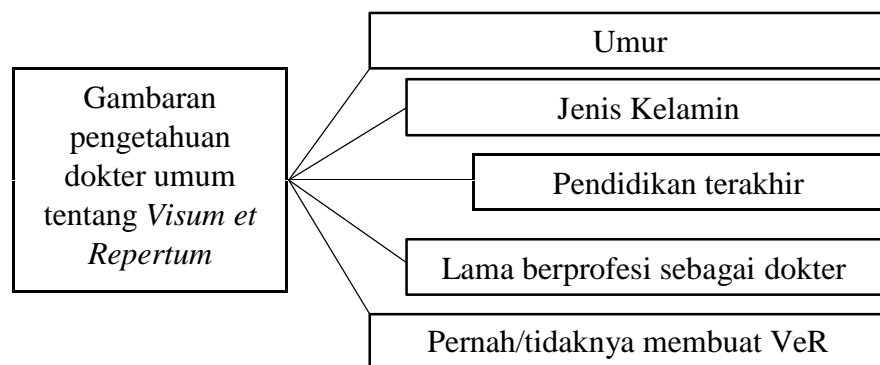 Gambaran
pengetahuan
dokter umum
tentang Visum et
Repertum
Umur
Jenis Kelamin
Pendidikan terakhir
Lama berprofesi sebagai dokter
Pernah/tidaknya membuat VeR